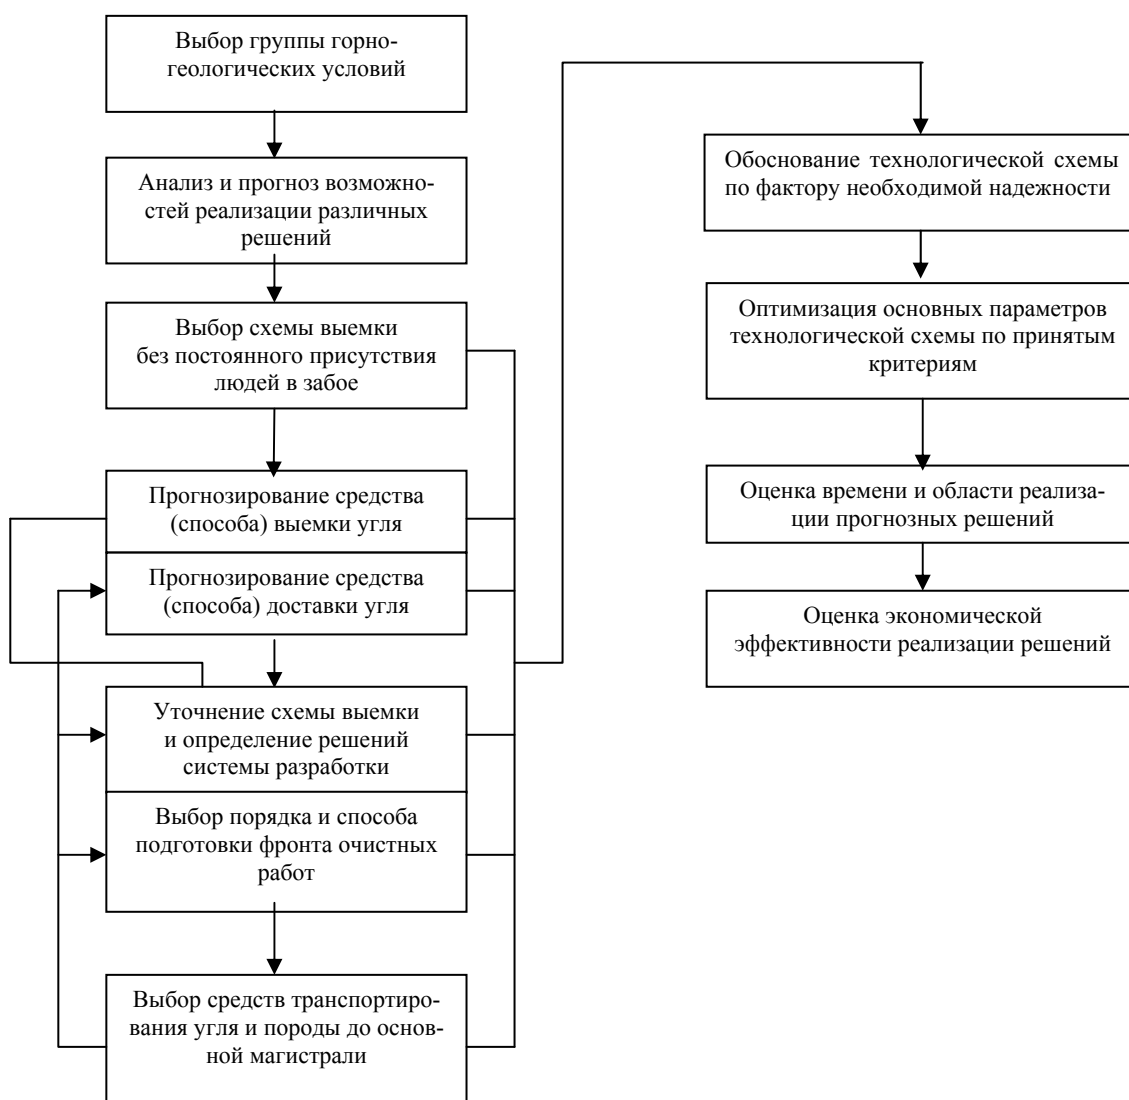 Выбор группы горно-
геологических условий
Анализ и прогноз возможно-
стей реализации различных
решений
Выбор схемы выемки
без постоянного присутствия
людей в забое
Прогнозирование средства
(способа) выемки угля
Прогнозирование средства
(способа) доставки угля
Уточнение схемы выемки
и определение решений
системы разработки
Выбор порядка и способа
подготовки фронта очистных
работ
Выбор средств транспортиро-
вания угля и породы до основ-
ной магистрали
Обоснование технологической схемы
по фактору необходимой надежности
Оптимизация основных параметров
технологической схемы по принятым
критериям
Оценка времени и области реализа-
ции прогнозных решений
Оценка экономической
эффективности реализации решений